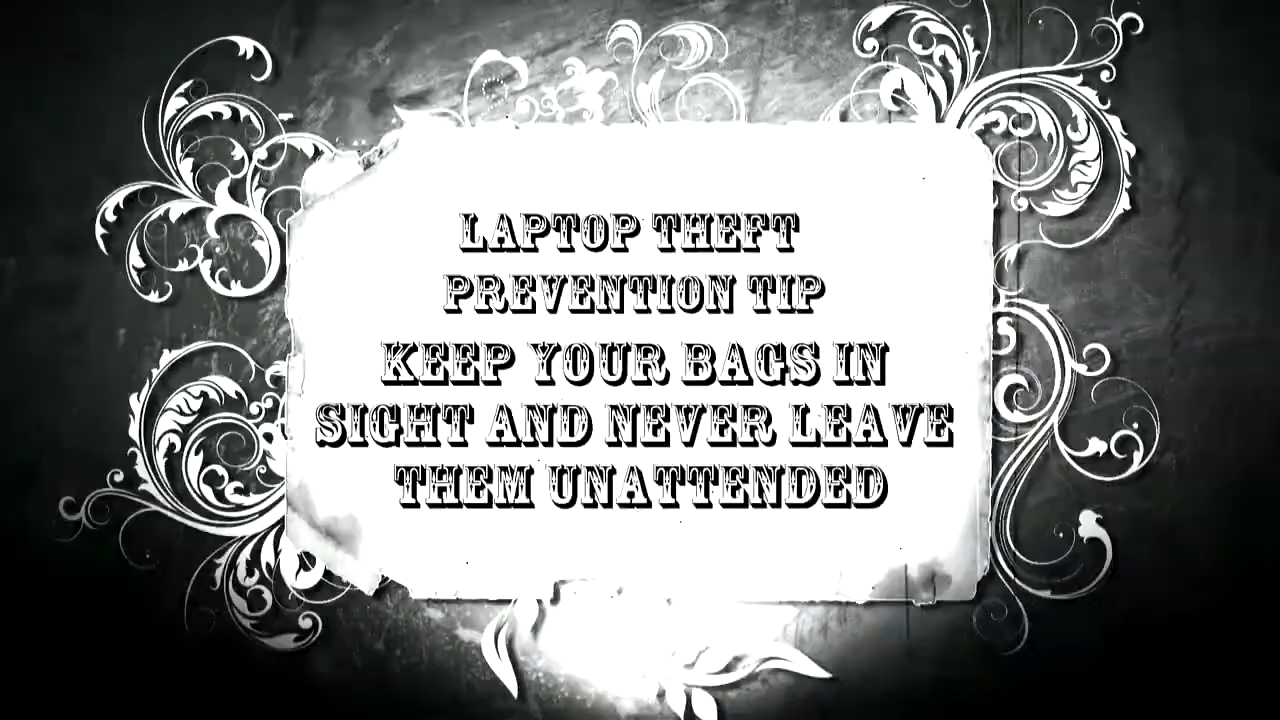 LAPTOP THEFT
PREVENTION TIP
KEEP YOUR BAGS IN
SIGHT AND NEVER LEAVE
THEM UNATTENDED